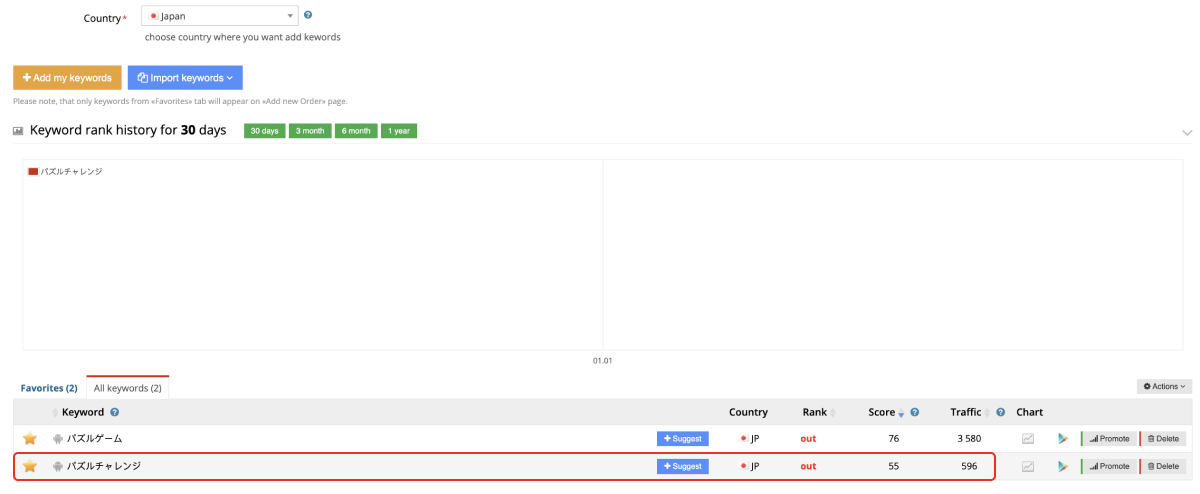 Country* Japan
choose country where you want add kewords
Add my keywords Import keywords
Please note, that only keywords from «Favorites» tab will appear on «Add new Order» page.
Keyword rank history for 30 days 30 days 3 month 6 month 1 year
パズルチャレンジ
01.01
Favorites (2) All keywords (2) Actions
Keyword Country Rank Score Traffic Chart
パズルゲーム Suggest JP out 76 3 580 Promote Delete
パズルチャレンジ Suggest JP out 55 596 Promote Delete